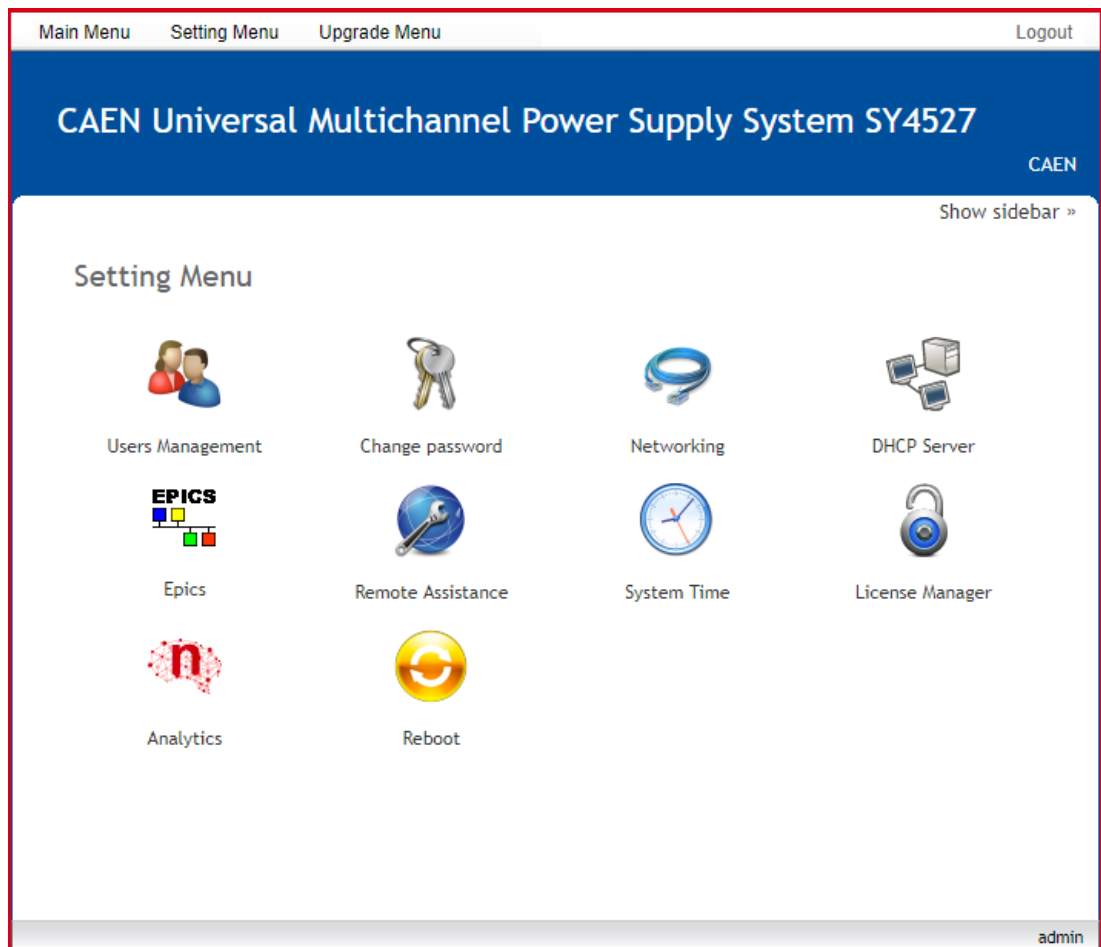 Main Menu Setting Menu Upgrade Menu Logout
CAEN Universal Multichannel Power Supply System SY4527
CAEN
Show sidebar »
Setting Menu
Users Management Change password Networking DHCP Server
EPICS
Epics Remote Assistance System Time License Manager
n
Analytics Reboot
admin